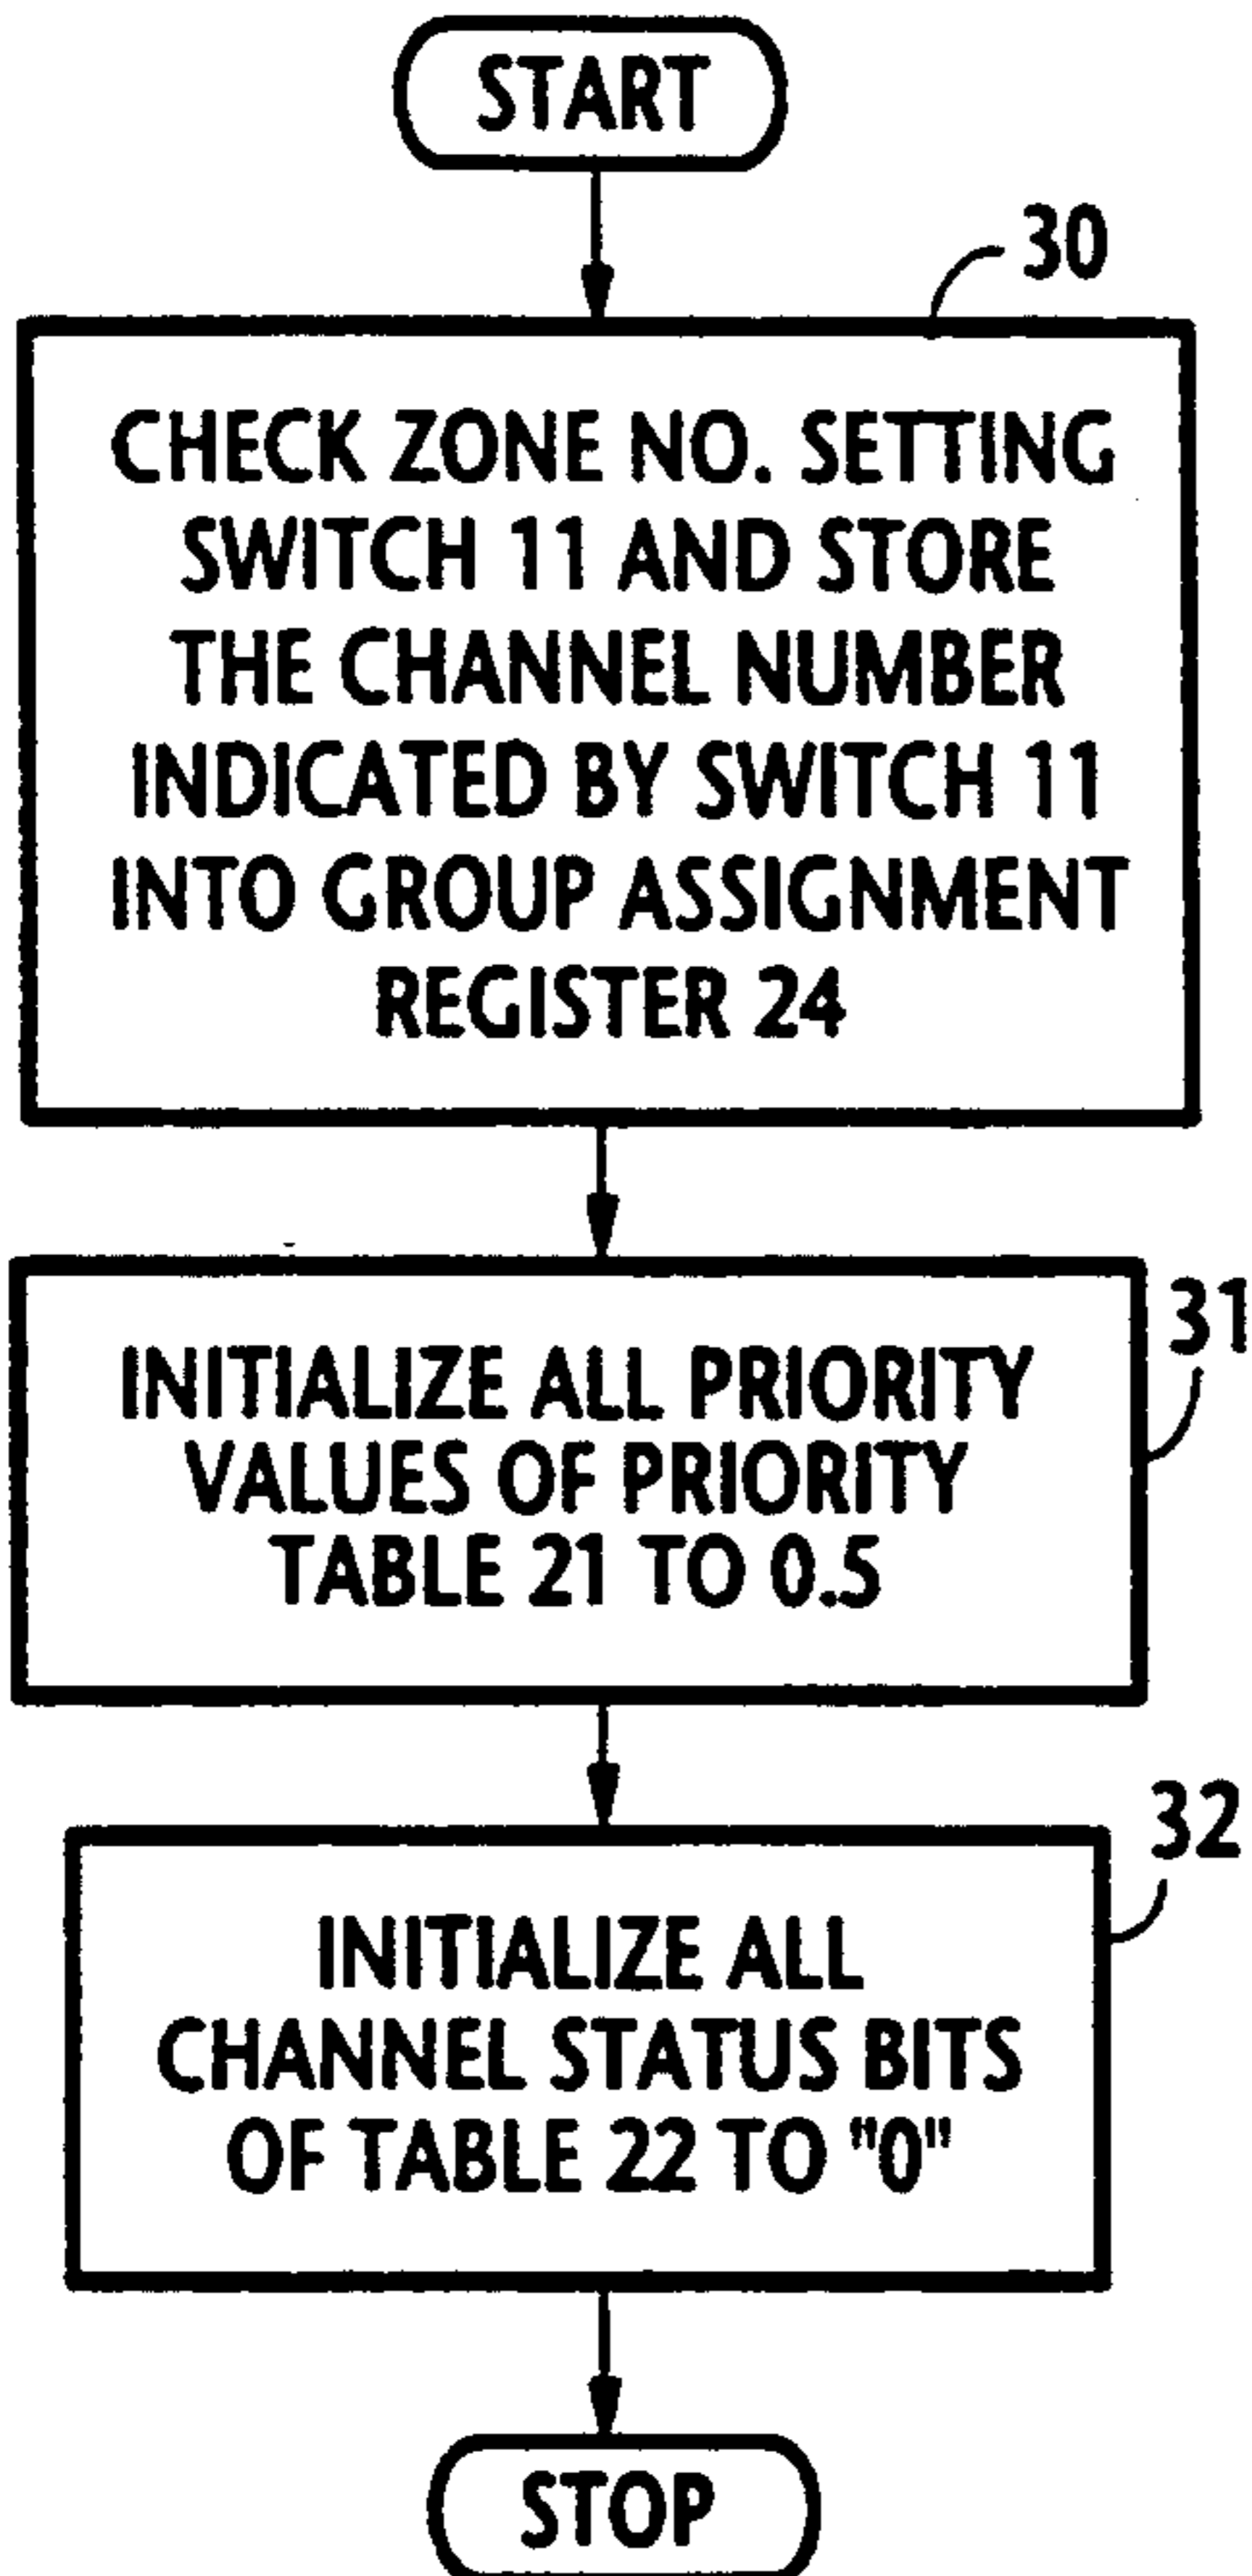 START
30
CHECK ZONE NO. SETTING
SWITCH 11 AND STORE
THE CHANNEL NUMBER
INDICATED BY SWITCH 11
INTO GROUP ASSIGNMENT
REGISTER 24
31
INITIALIZE ALL PRIORITY
VALUES OF PRIORITY
TABLE 21 TO 0.5
32
INITIALIZE ALL
CHANNEL STATUS BITS
OF TABLE 22 TO "0"
STOP